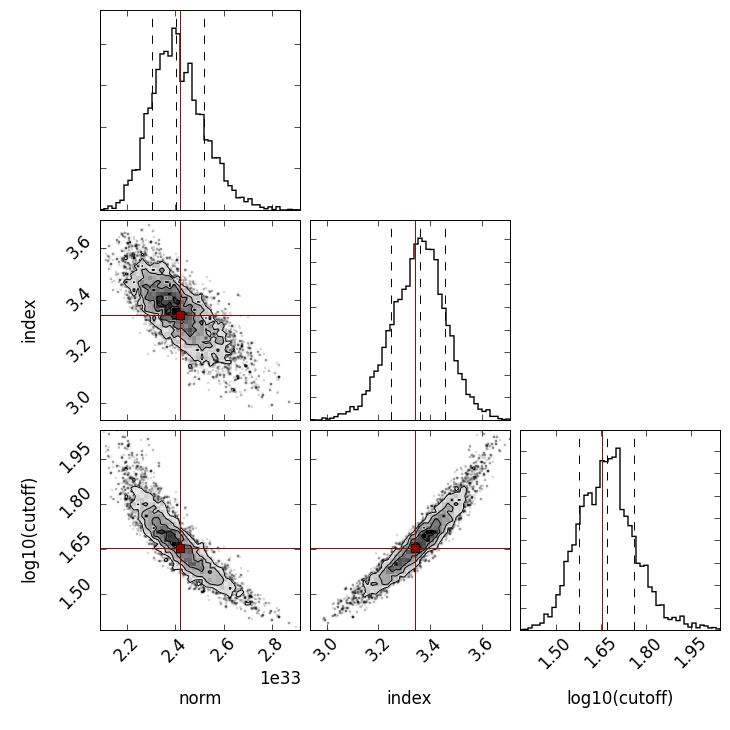 index
3.6
3.4
3.2
3.0
log10(cutoff)
1.95
1.80
1.65
1.50
2.2 2.4 2.6 2.8
1e33
norm
3.0 3.2 3.4 3.6
index
1.50 1.65 1.80 1.95
log10(cutoff)